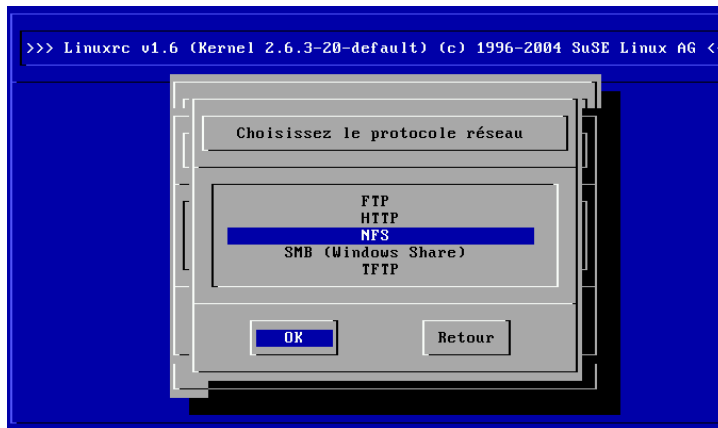 >>> Linuxrc v1.6 (Kernel 2.6.3-20-default) (c) 1996-2004 SuSE Linux AG <
Choisissez le protocole réseau
FTP
HTTP
NFS
SMB (Windows Share)
TFTP
OK Retour